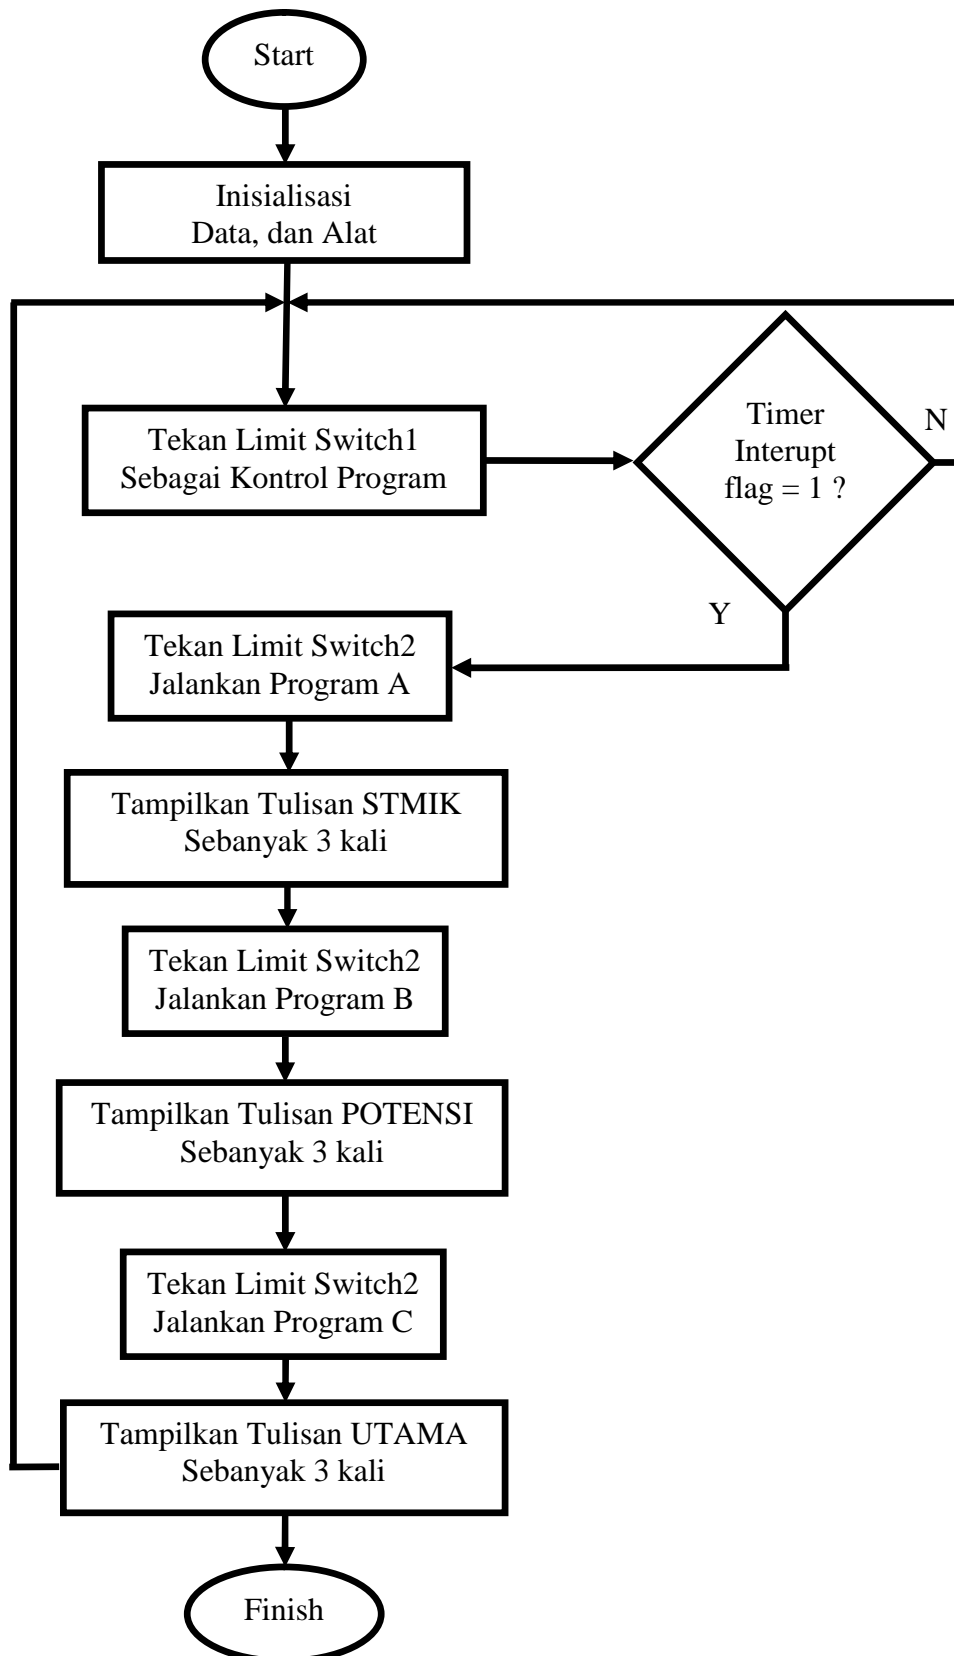 Start
Inisialisasi
Data, dan Alat
Tekan Limit Switch1
Sebagai Kontrol Program
Timer
Interupt
flag = 1 ?
N
Y
Tekan Limit Switch2
Jalankan Program A
Tampilkan Tulisan STMIK
Sebanyak 3 kali
Tekan Limit Switch2
Jalankan Program B
Tampilkan Tulisan POTENSI
Sebanyak 3 kali
Tekan Limit Switch2
Jalankan Program C
Tampilkan Tulisan UTAMA
Sebanyak 3 kali
Finish